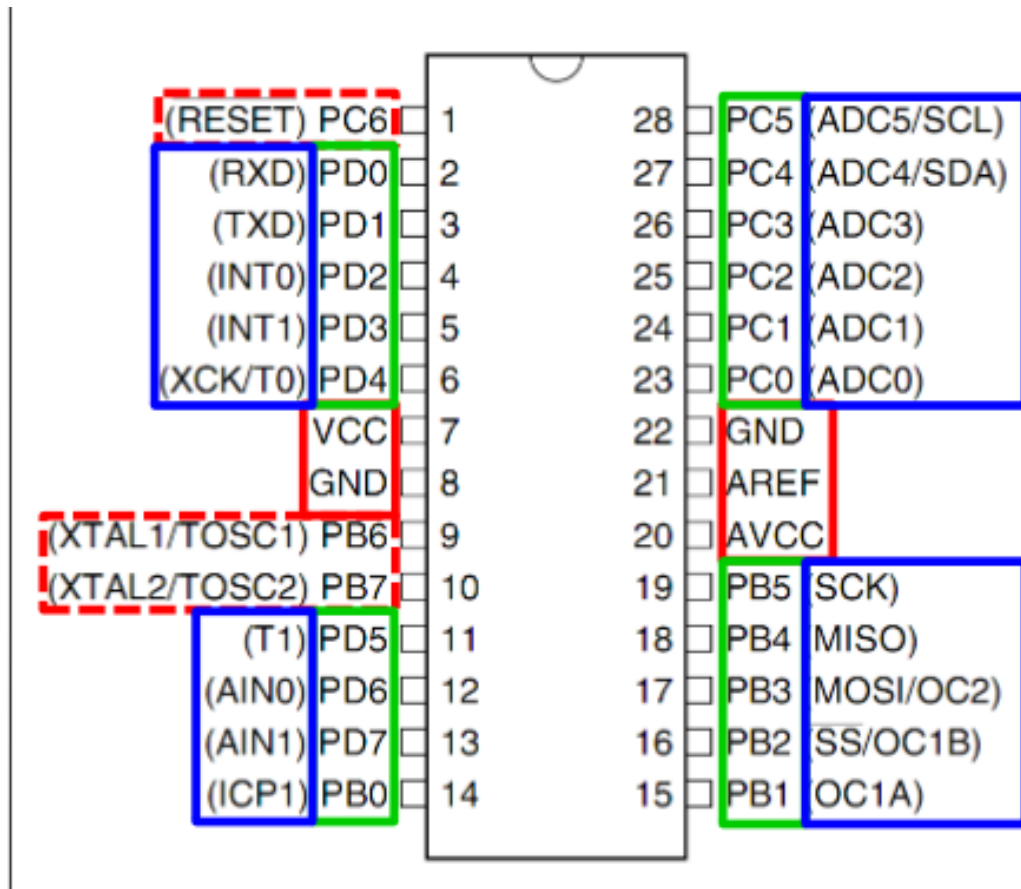 (RESET) PC6 1 28 PC5 (ADC5/SCL)
(RXD) PD0 2 27 PC4 (ADC4/SDA)
(TXD) PD1 3 26 PC3 (ADC3)
(INT0) PD2 4 25 PC2 (ADC2)
(INT1) PD3 5 24 PC1 (ADC1)
(XCK/T0) PD4 6 23 PC0 (ADC0)
VCC 7 22 GND
GND 8 21 AREF
(XTAL1/TOSC1) PB6 9 20 AVCC
(XTAL2/TOSC2) PB7 10 19 PB5 (SCK)
(T1) PD5 11 18 PB4 (MISO)
(AIN0) PD6 12 17 PB3 (MOSI/OC2)
(AIN1) PD7 13 16 PB2 (S̅S̅/OC1B)
(ICP1) PB0 14 15 PB1 (OC1A)